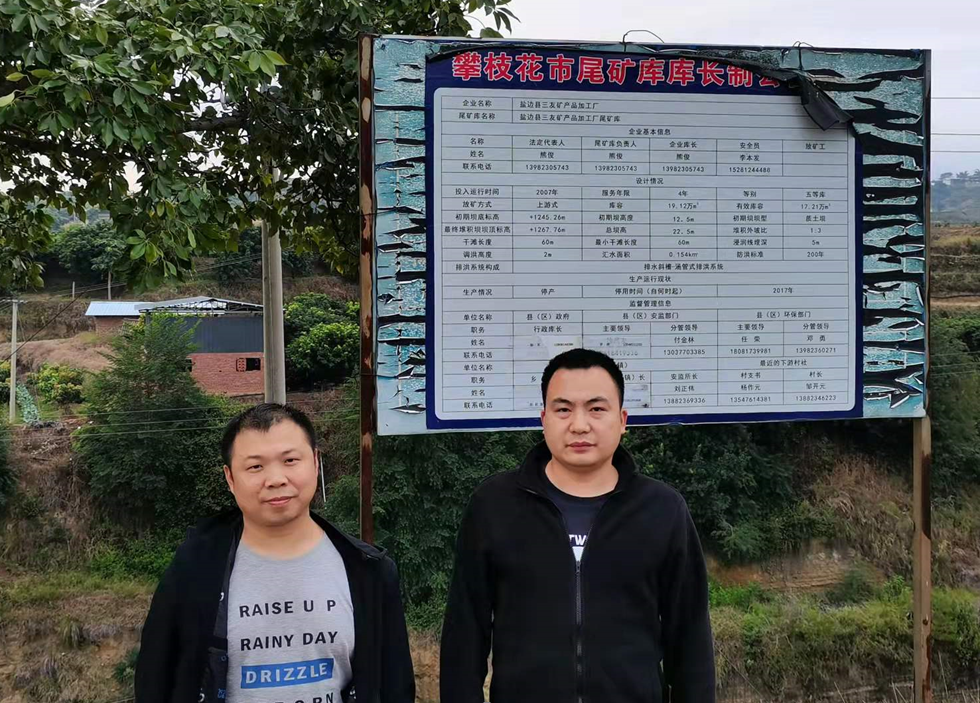 攀枝花市尾矿库库长制
企业名称 盐边县三友矿产品加工厂
尾矿库名称 盐边县三友矿产品加工厂尾矿库
企业基本信息
名称 法定代表人 尾矿库负责人 企业库长 安全员 放矿工
姓名 熊俊 熊俊 熊俊 李本发
联系电话 13982305743 13982305743 13982305743 15281244488
设计情况
投入运行时间 2007年 服务年限 4年 等别 五等库
放矿方式 上游式 库容 19.12万m³ 有效库容 17.21万m³
初期坝底标高 +1245.26m 初期坝高度 12.5m 初期坝坝型 苗土坝
最终堆积坝坝顶标高 +1267.76m 总坝高 22.5m 堆积外坡比 1:3
干滩长度 60m 最小干滩长度 60m 浸润线埋深 5m
调洪高度 2m 汇水面积 0.154km² 防洪标准 200年
排洪系统构成 排水斜槽-涵管式排洪系统
生产运行现状
生产情况 停产 停用时间（自何时起） 2017年
监督管理信息
单位名称 县（区）政府 县（区）安监部门 县（区）环保部门
职务 行政库长 主要领导 分管领导 主要领导 分管领导
姓名 付金林 任荣 邓勇
联系电话 13037703385 18081739981 13982360271
单位名称 镇） 最近的下游村社
职务 乡 镇）长 安监所长 村支书 村长
姓名 刘正伟 杨作元 邹开元
联系电话 13882369336 13547614381 13882346223
RAISE U P
RAINY DAY
DRIZZLE